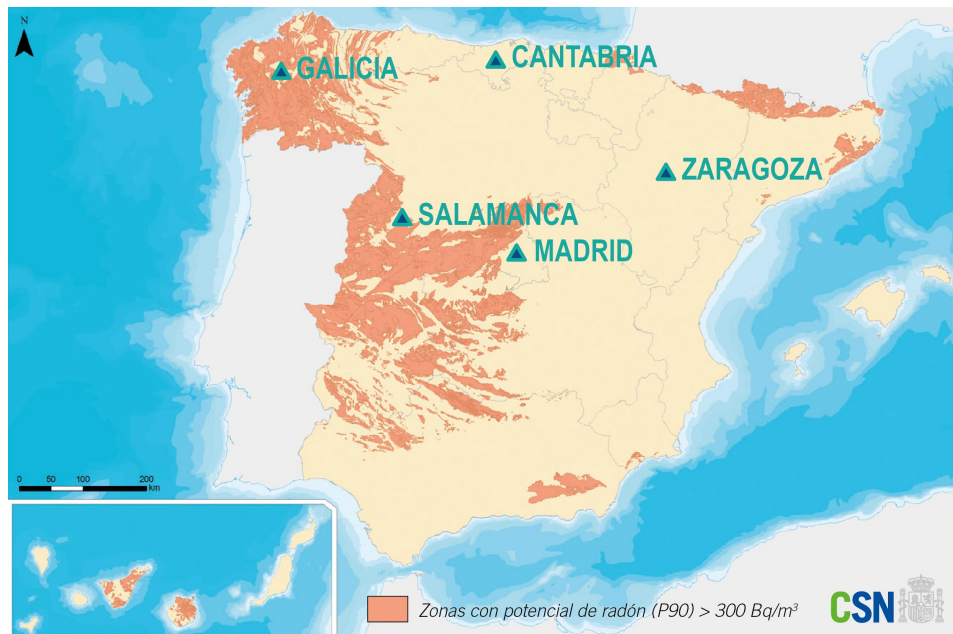 N
GALICIA
CANTABRIA
ZARAGOZA
SALAMANCA
MADRID
0 50 100 200
km
Zonas con potencial de radón (P90) > 300 Bq/m³
CSN